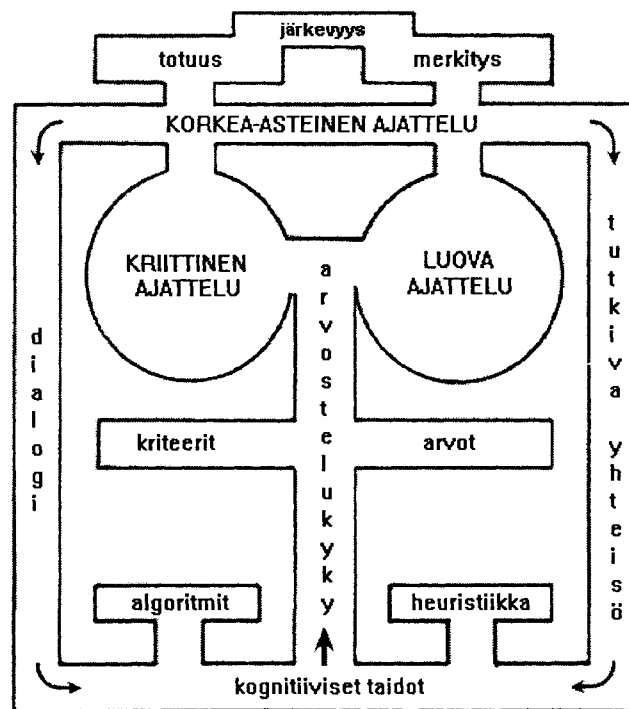 järkevyys
totuus
merkitys
KORKEA-ASTEINEN AJATTELU
KRIITTINEN
AJATTELU
LUOVA
AJATTELU
dialogi
arvostelukyky
tutkiva yhteisö
kriteerit
arvot
algoritmit
heuristiikka
kognitiiviset taidot